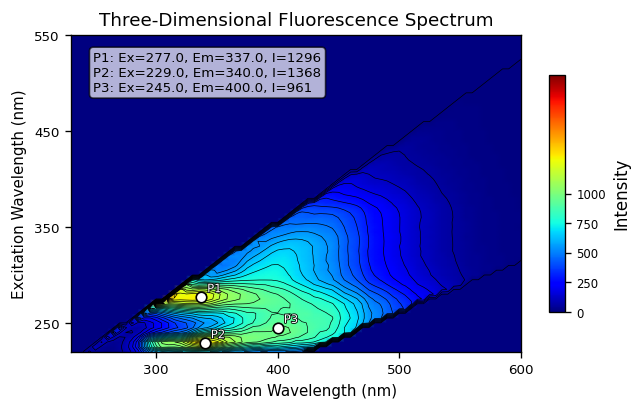 Three-Dimensional Fluorescence Spectrum
P1: Ex=277.0, Em=337.0, I=1296
P2: Ex=229.0, Em=340.0, I=1368
P3: Ex=245.0, Em=400.0, I=961
550
450
350
250
Excitation Wavelength (nm)
P1
P3
P2
300
400
500
600
Emission Wavelength (nm)
1000
750
500
250
0
Intensity